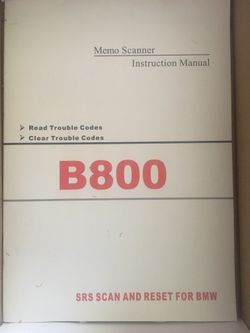 Memo Scanner
Instruction Manual
➢ Read Trouble Codes
➢ Clear Trouble Codes
B800
SRS SCAN AND RESET FOR BMW